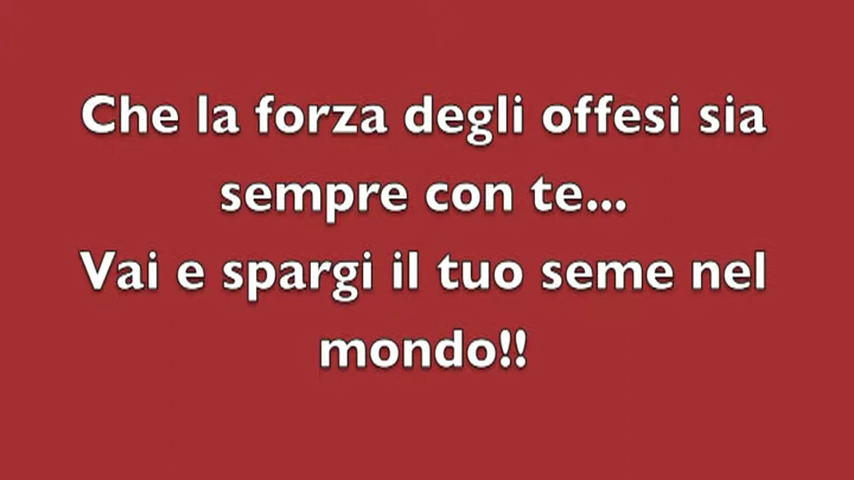 Che la forza degli offesi sia
sempre con te...
Vai e spargi il tuo seme nel
mondo!!